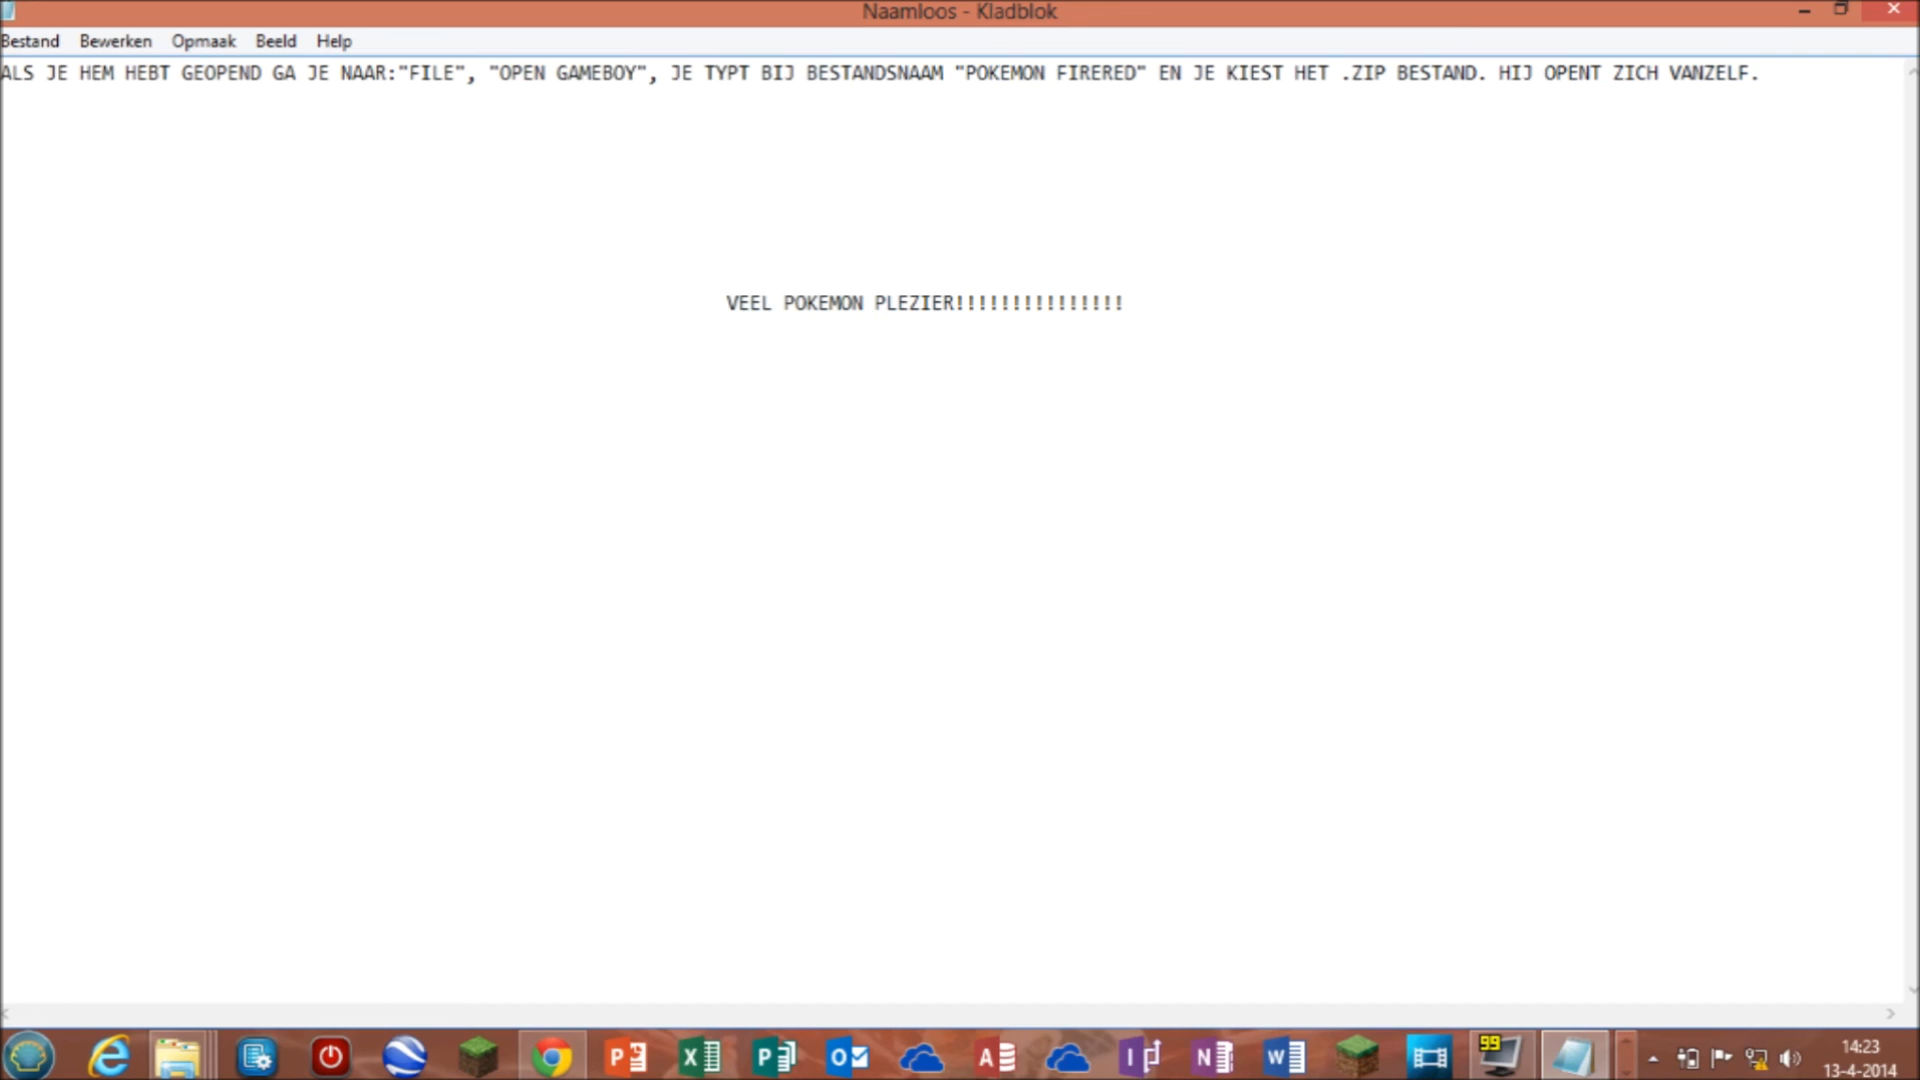 Naamloos - Kladblok
Bestand Bewerken Opmaak Beeld Help
ALS JE HEM HEBT GEOPEND GA JE NAAR:"FILE", "OPEN GAMEBOY", JE TYPT BIJ BESTANDSNAAM "POKEMON FIRERED" EN JE KIEST HET .ZIP BESTAND. HIJ OPENT ZICH VANZELF.
VEEL POKEMON PLEZIER!!!!!!!!!!!!!!!
99
14:23
13-4-2014